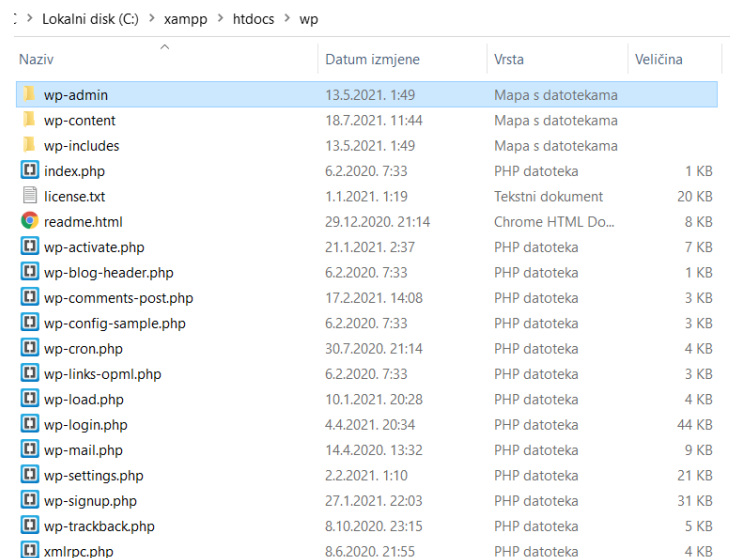 Lokalni disk (C:) > xampp > htdocs > wp
Naziv Datum izmjene Vrsta Veličina
wp-admin 13.5.2021. 1:49 Mapa s datotekama
wp-content 18.7.2021. 11:44 Mapa s datotekama
wp-includes 13.5.2021. 1:49 Mapa s datotekama
index.php 6.2.2020. 7:33 PHP datoteka 1 KB
license.txt 1.1.2021. 1:19 Tekstni dokument 20 KB
readme.html 29.12.2020. 21:14 Chrome HTML Do... 8 KB
wp-activate.php 21.1.2021. 2:37 PHP datoteka 7 KB
wp-blog-header.php 6.2.2020. 7:33 PHP datoteka 1 KB
wp-comments-post.php 17.2.2021. 14:08 PHP datoteka 3 KB
wp-config-sample.php 6.2.2020. 7:33 PHP datoteka 3 KB
wp-cron.php 30.7.2020. 21:14 PHP datoteka 4 KB
wp-links-opml.php 6.2.2020. 7:33 PHP datoteka 3 KB
wp-load.php 10.1.2021. 20:28 PHP datoteka 4 KB
wp-login.php 4.4.2021. 20:34 PHP datoteka 44 KB
wp-mail.php 14.4.2020. 13:32 PHP datoteka 9 KB
wp-settings.php 2.2.2021. 1:10 PHP datoteka 21 KB
wp-signup.php 27.1.2021. 22:03 PHP datoteka 31 KB
wp-trackback.php 8.10.2020. 23:15 PHP datoteka 5 KB
xmlrpc.php 8.6.2020. 21:55 PHP datoteka 4 KB